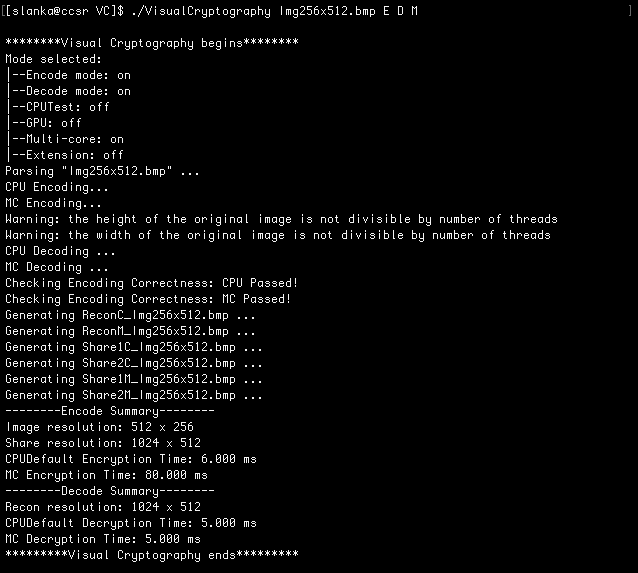 [[slanka@ccsr VC]$ ./VisualCryptography Img256x512.bmp E D M ]
********Visual Cryptography begins********
Mode selected:
|--Encode mode: on
|--Decode mode: on
|--CPUTest: off
|--GPU: off
|--Multi-core: on
|--Extension: off
Parsing "Img256x512.bmp" ...
CPU Encoding...
MC Encoding...
Warning: the height of the original image is not divisible by number of threads
Warning: the width of the original image is not divisible by number of threads
CPU Decoding ...
MC Decoding ...
Checking Encoding Correctness: CPU Passed!
Checking Encoding Correctness: MC Passed!
Generating ReconC_Img256x512.bmp ...
Generating ReconM_Img256x512.bmp ...
Generating Share1C_Img256x512.bmp ...
Generating Share2C_Img256x512.bmp ...
Generating Share1M_Img256x512.bmp ...
Generating Share2M_Img256x512.bmp ...
--------Encode Summary--------
Image resolution: 512 x 256
Share resolution: 1024 x 512
CPUDefault Encryption Time: 6.000 ms
MC Encryption Time: 80.000 ms
--------Decode Summary--------
Recon resolution: 1024 x 512
CPUDefault Decryption Time: 5.000 ms
MC Decryption Time: 5.000 ms
*********Visual Cryptography ends*********